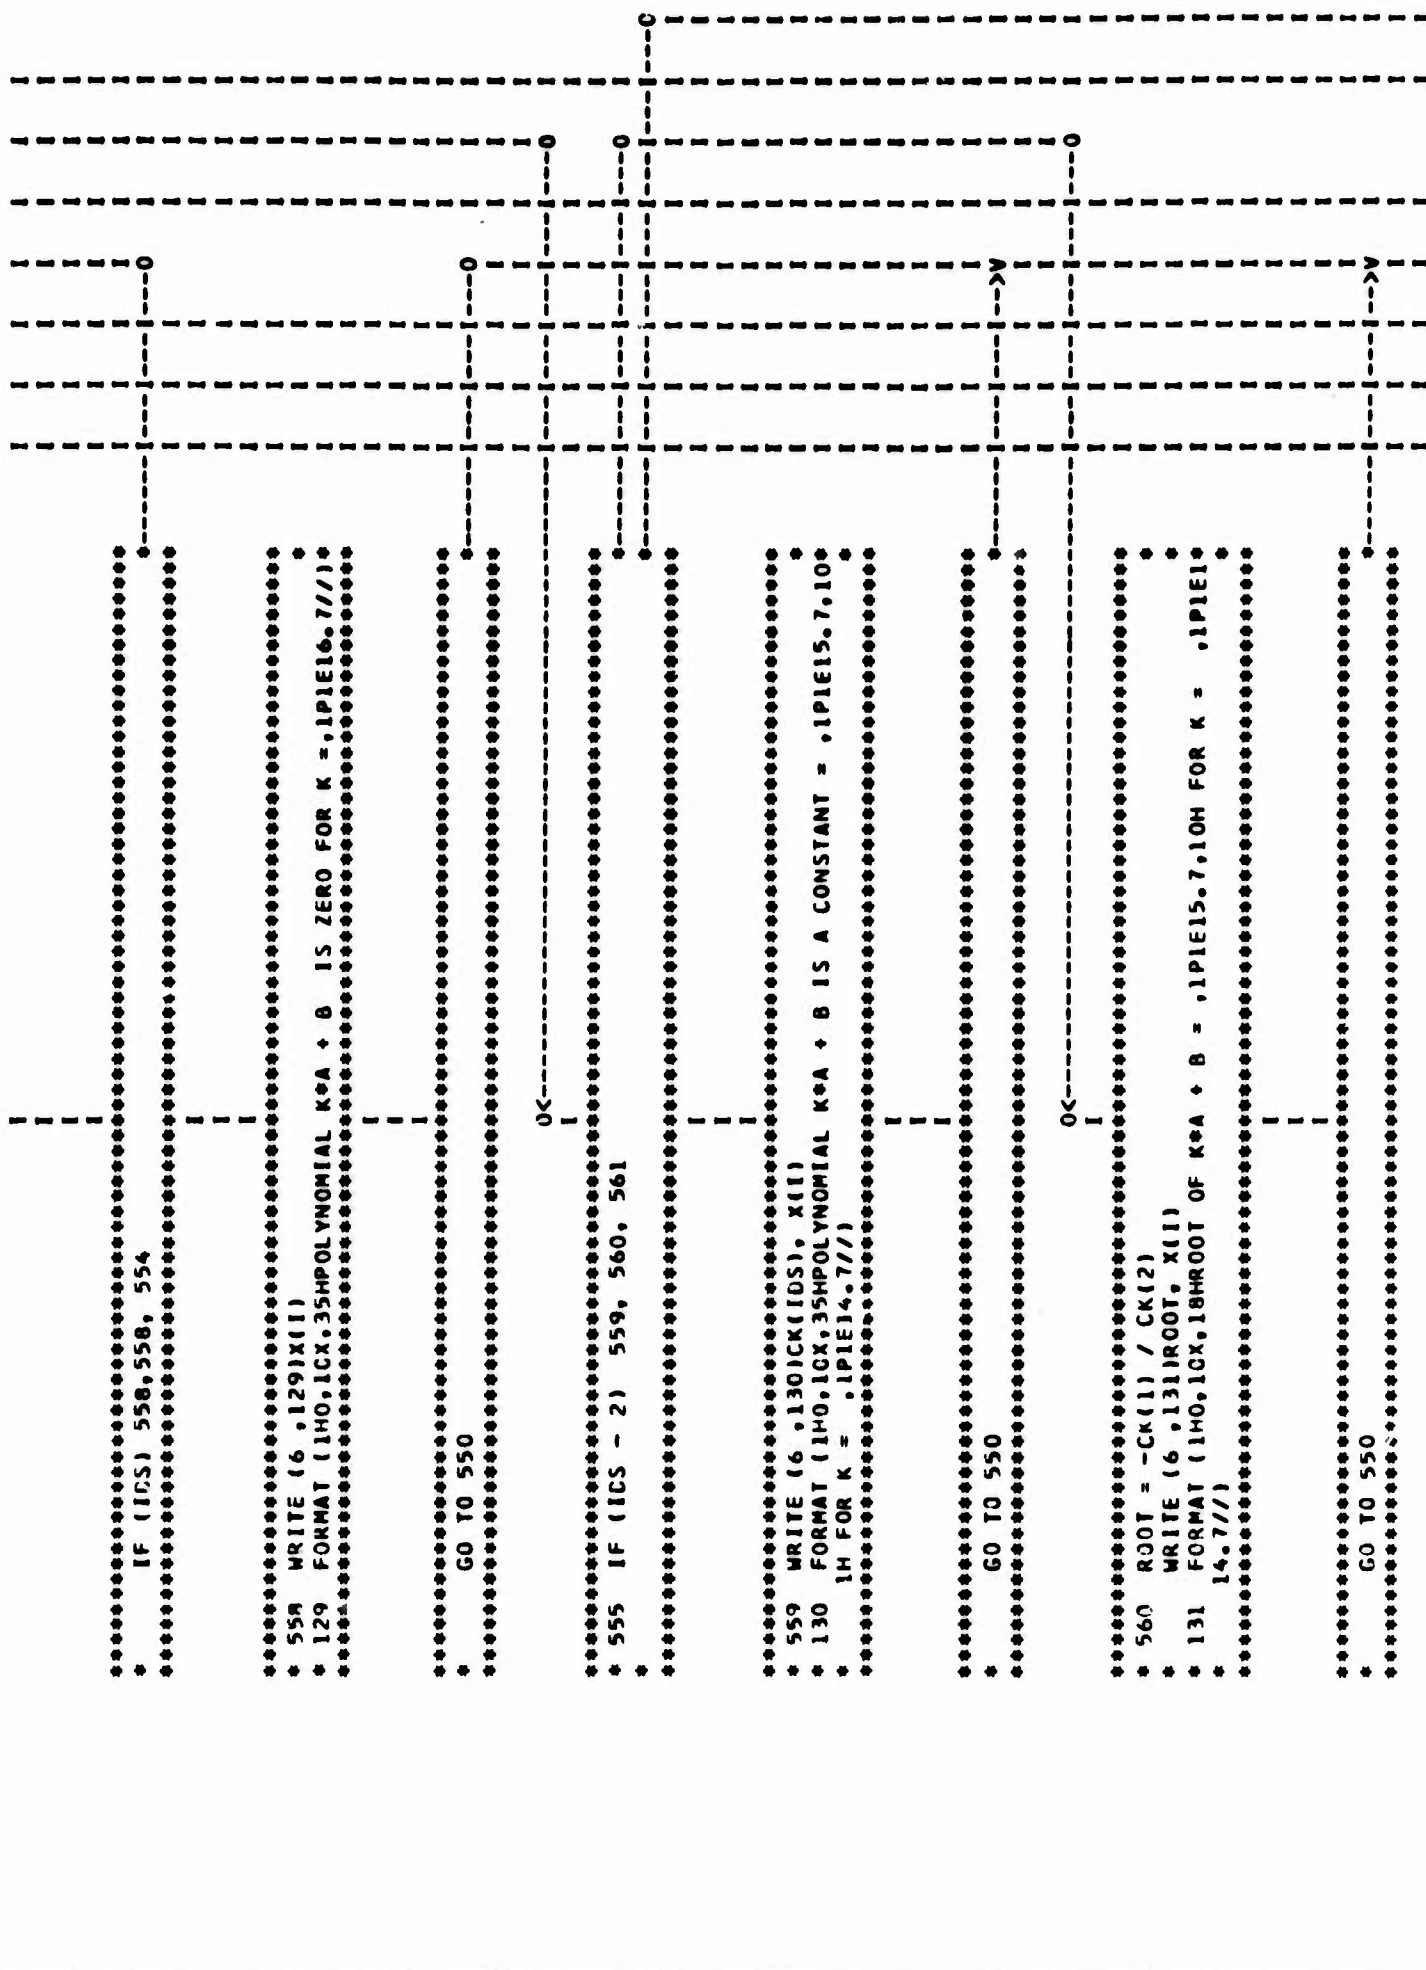 IF (IDS) 558,558, 554
558 WRITE (6 ,129)X(I)
129 FORMAT (1H0,10X,35HPOLYNOMIAL K*A + B  IS ZERO FOR K =,1P1E16.7//)
GO TO 550
555 IF (IDS - 2) 559, 560, 561
559 WRITE (6 ,130)CK(IDS), X(I)
130 FORMAT (1H0,10X,35HPOLYNOMIAL K*A + B IS A CONSTANT = ,1P1E15.7,10
1H FOR K =  ,1P1E14.7//)
GO TO 550
560 ROOT = -CK(1) / CK(2)
WRITE (6 ,131)ROOT, X(I)
131 FORMAT (1H0,10X,18HROOT OF K*A + B = ,1P1E15.7,10H FOR K =  ,1P1E1
14.7//)
GO TO 550